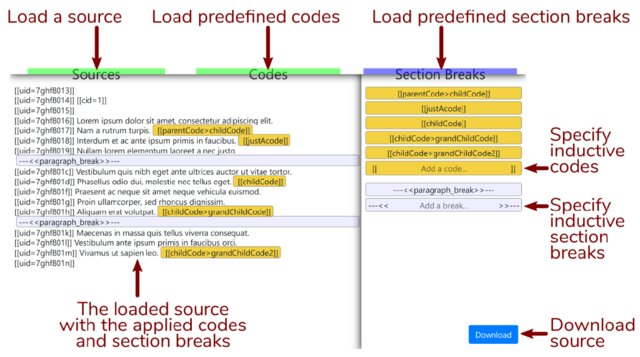 Load a source
Load predefined codes
Load predefined section breaks
Sources
Codes
Section Breaks
[[uid=7ghf8013]]
[[uid=7ghf8014]] [[cid=1]]
[[uid=7ghf8015]]
[[uid=7ghf8016]] Lorem ipsum dolor sit amet, consectetur adipiscing elit.
[[uid=7ghf8017]] Nam a rutrum turpis. [[parentCode>childCode]]
[[uid=7ghf8018]] Interdum et ac ante ipsum primis in faucibus. [[justAcode]]
[[uid=7ghf8019]] Nullam lorem elementum laoreet a nec justo.
---<<paragraph_break>>---
[[uid=7ghf801c]] Vestibulum quis nibh eget ante ultrices auctor ut vitae tortor.
[[uid=7ghf801d]] Phasellus odio dui, molestie nec tellus eget. [[childCode]]
[[uid=7ghf801f]] Praesent ac neque sit amet neque vehicula euismod.
[[uid=7ghf801g]] Proin ullamcorper, sed rhoncus dignissim.
[[uid=7ghf801h]] Aliquam erat volutpat. [[childCode>grandChildCode]]
---<<paragraph_break>>---
[[uid=7ghf801k]] Maecenas in massa quis tellus viverra consequat.
[[uid=7ghf801l]] Vestibulum ante ipsum primis in faucibus orci.
[[uid=7ghf801m]] Vivamus ut sapien leo. [[childCode>grandChildCode2]]
[[uid=7ghf801n]]
[[parentCode>childCode]]
[[justAcode]]
[[childCode]]
[[childCode>grandChildCode]]
[[childCode>grandChildCode2]]
[[ Add a code... ]]
---<<paragraph_break>>---
---<< Add a break... >>---
Specify
inductive
codes
Specify
inductive
section
breaks
The loaded source
with the applied codes
and section breaks
Download
Download
source